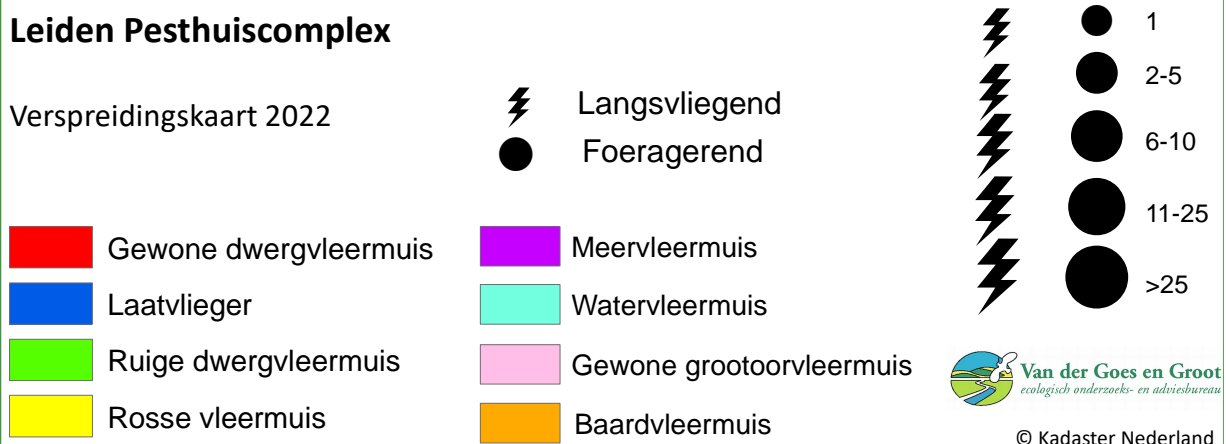 Leiden Pesthuiscomplex
Verspreidingskaart 2022
Langsvliegend
Foeragerend
1
2-5
6-10
11-25
>25
Gewone dwergvleermuis
Laatvlieger
Ruige dwergvleermuis
Rosse vleermuis
Meervleermuis
Watervleermuis
Gewone grootoorvleermuis
Baardvleermuis
Van der Goes en Groot
ecologisch onderzoeks- en adviesbureau
© Kadaster Nederland